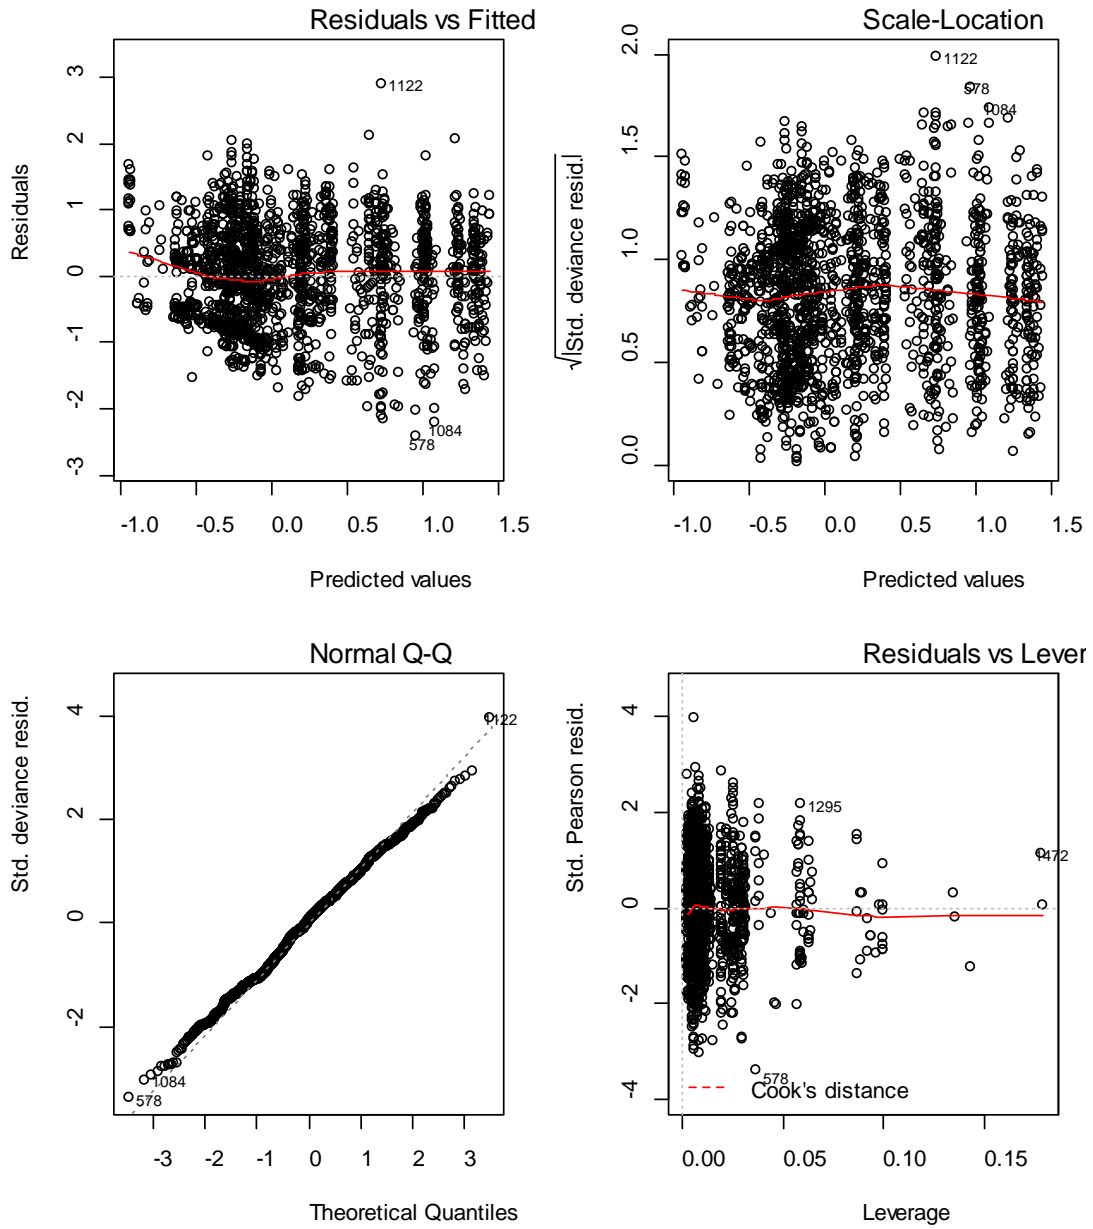 Residuals vs Fitted
3
2
1
0
-1
-2
-3
Residuals
1122
1084
578
-1.0 -0.5 0.0 0.5 1.0 1.5
Predicted values
Scale-Location
2.0
1.5
1.0
0.5
0.0
√|Std. deviance resid.|
1122
578
1084
-1.0 -0.5 0.0 0.5 1.0 1.5
Predicted values
Normal Q-Q
4
2
0
-2
Std. deviance resid.
1122
1084
578
-3 -2 -1 0 1 2 3
Theoretical Quantiles
Residuals vs Lever
4
2
0
-2
-4
Std. Pearson resid.
1295
1472
578
Cook's distance
0.00 0.05 0.10 0.15
Leverage